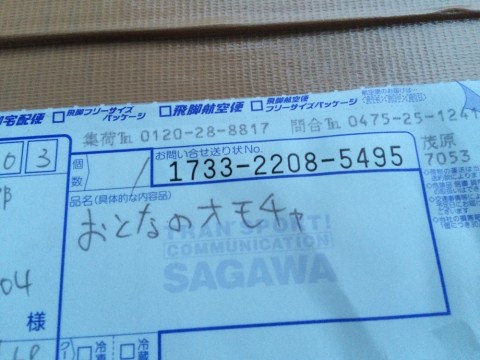 宅配便 □飛脚フリーサイズパッケージ □飛脚航空便 □飛脚航空便フリーサイズパッケージ
集荷℡ 0120-28-8817 問合℡ 0475-25-1241
茂原
7053
03
個数
1
お問い合せ送り状No.
1733-2208-5495
品名(具体的な内容品)
おとなのオモチャ
TRANSPORT!
COMMUNICATION
SAGAWA
04
様
□冷凍 □冷蔵